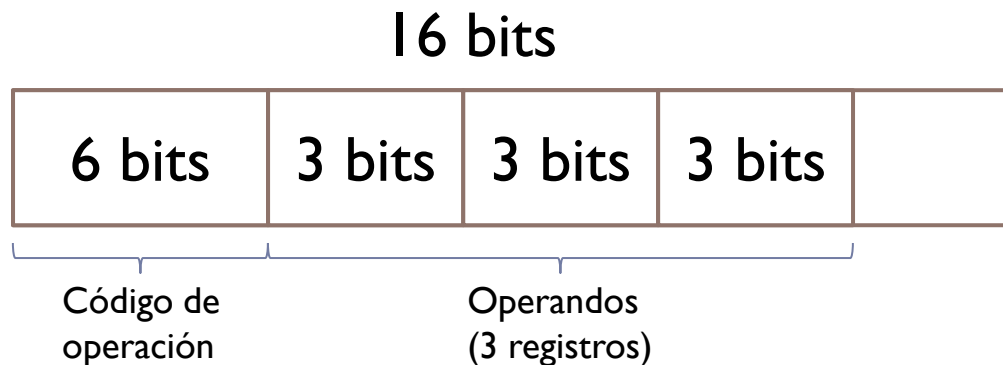 16 bits
6 bits 3 bits 3 bits 3 bits
Código de
operación
Operandos
(3 registros)